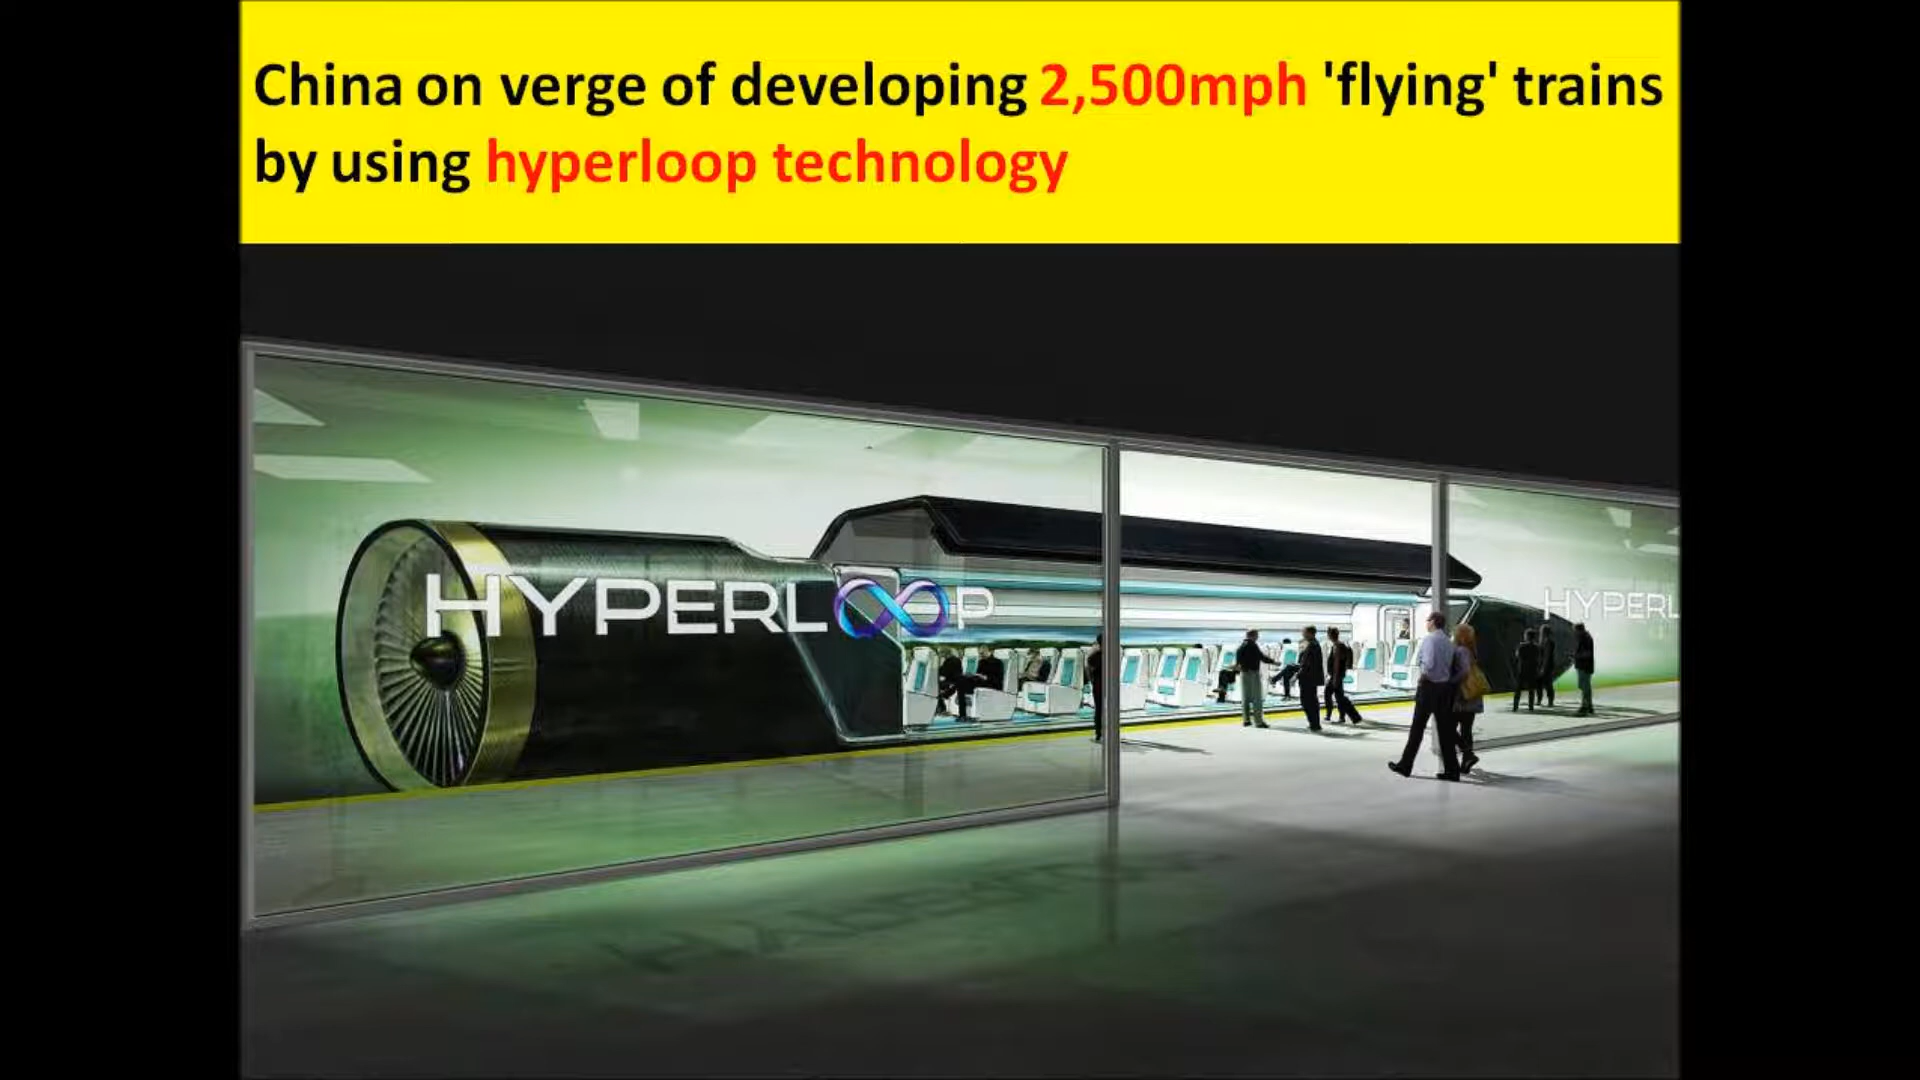 China on verge of developing 2,500mph 'flying' trains
by using hyperloop technology
HYPERLOOP
HYPERL